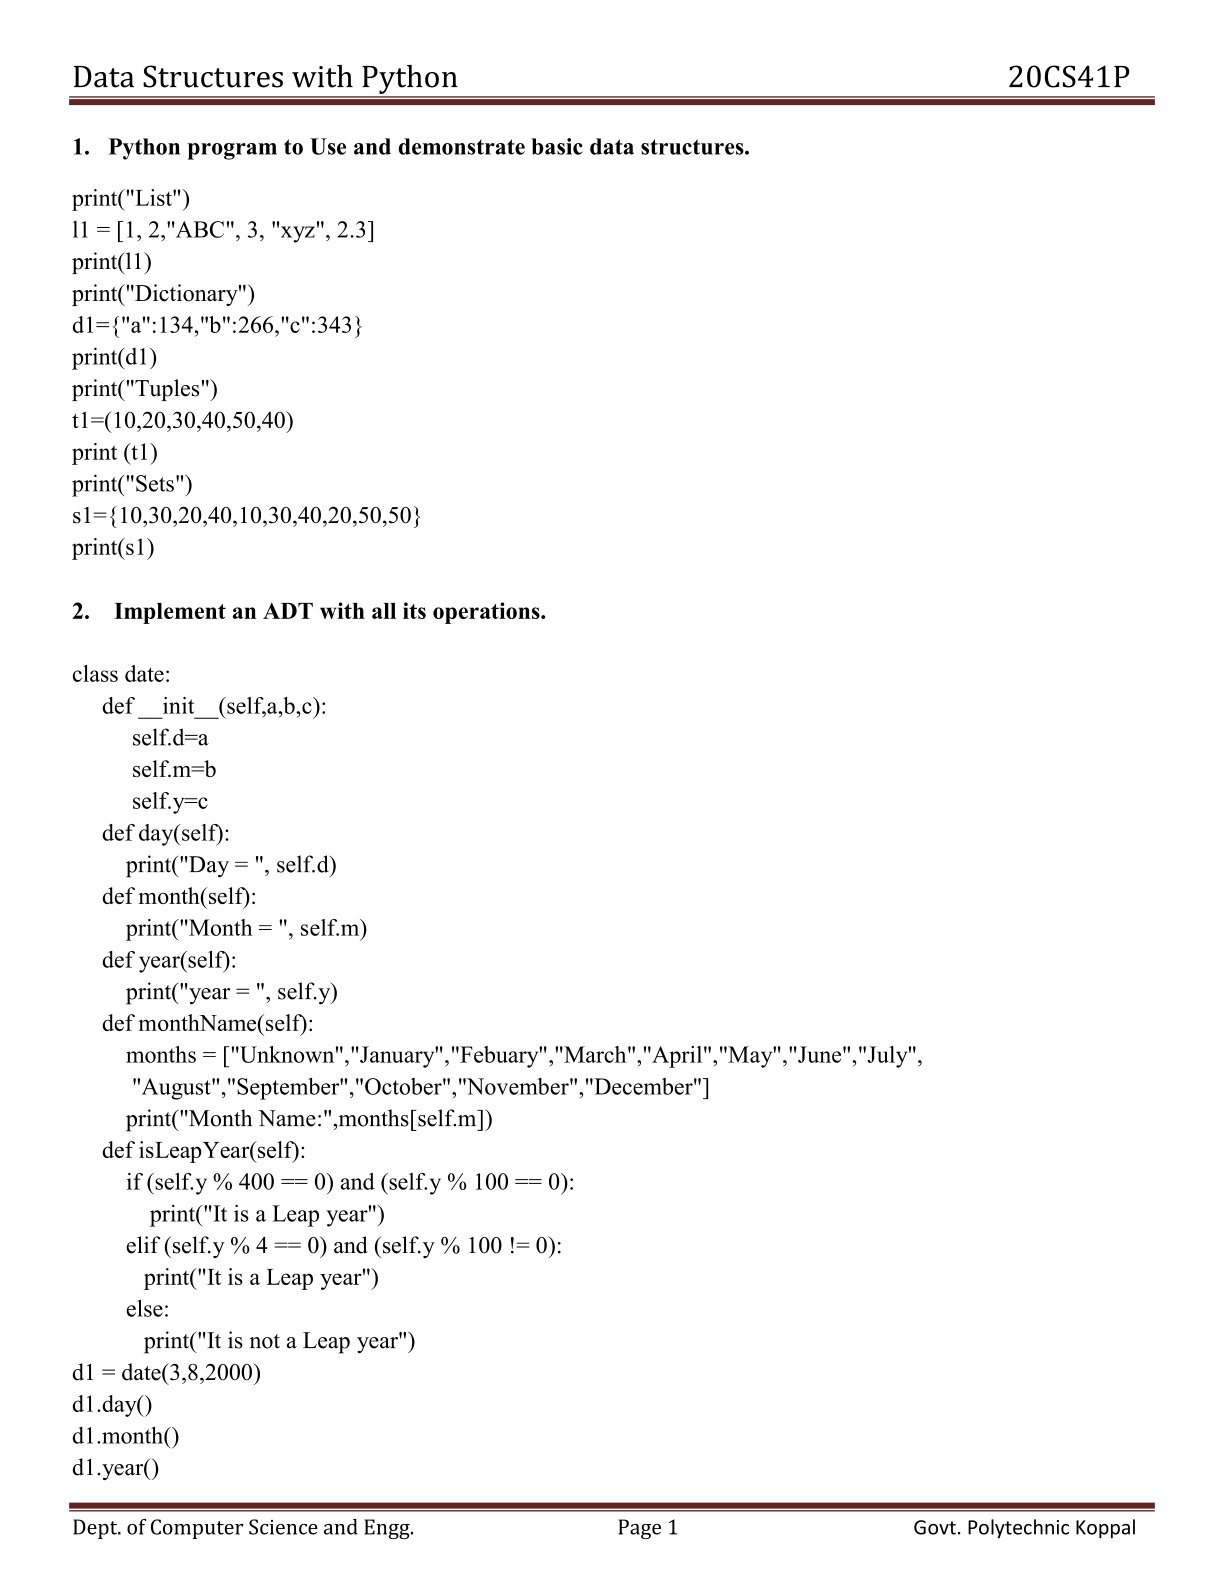 Data Structures with Python 20CS41P
1. Python program to Use and demonstrate basic data structures.
print("List")
l1 = [1, 2,"ABC", 3, "xyz", 2.3]
print(l1)
print("Dictionary")
d1={"a":134,"b":266,"c":343}
print(d1)
print("Tuples")
t1=(10,20,30,40,50,40)
print (t1)
print("Sets")
s1={10,30,20,40,10,30,40,20,50,50}
print(s1)
2. Implement an ADT with all its operations.
class date:
def __init__(self,a,b,c):
self.d=a
self.m=b
self.y=c
def day(self):
print("Day = ", self.d)
def month(self):
print("Month = ", self.m)
def year(self):
print("year = ", self.y)
def monthName(self):
months = ["Unknown","January","Febuary","March","April","May","June","July",
"August","September","October","November","December"]
print("Month Name:",months[self.m])
def isLeapYear(self):
if (self.y % 400 == 0) and (self.y % 100 == 0):
print("It is a Leap year")
elif (self.y % 4 == 0) and (self.y % 100 != 0):
print("It is a Leap year")
else:
print("It is not a Leap year")
d1 = date(3,8,2000)
d1.day()
d1.month()
d1.year()
Dept. of Computer Science and Engg. Page 1 Govt. Polytechnic Koppal